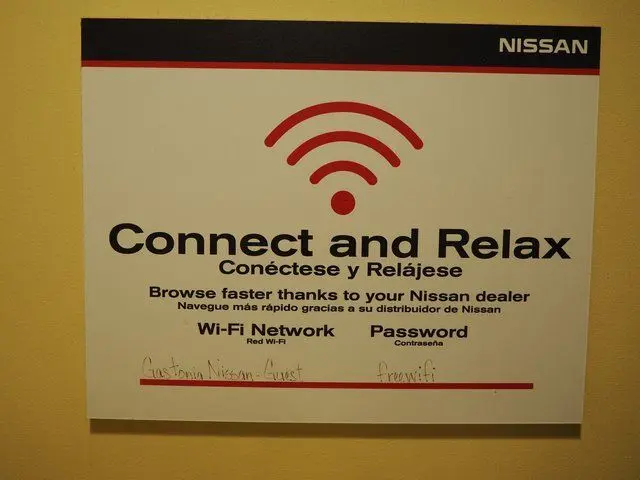 NISSAN
Connect and Relax
Conéctese y Relájese
Browse faster thanks to your Nissan dealer
Navegue más rápido gracias a su distribuidor de Nissan
Wi-Fi Network Password
Red Wi-Fi Contraseña
Gastonia Nissan-Guest freewifi